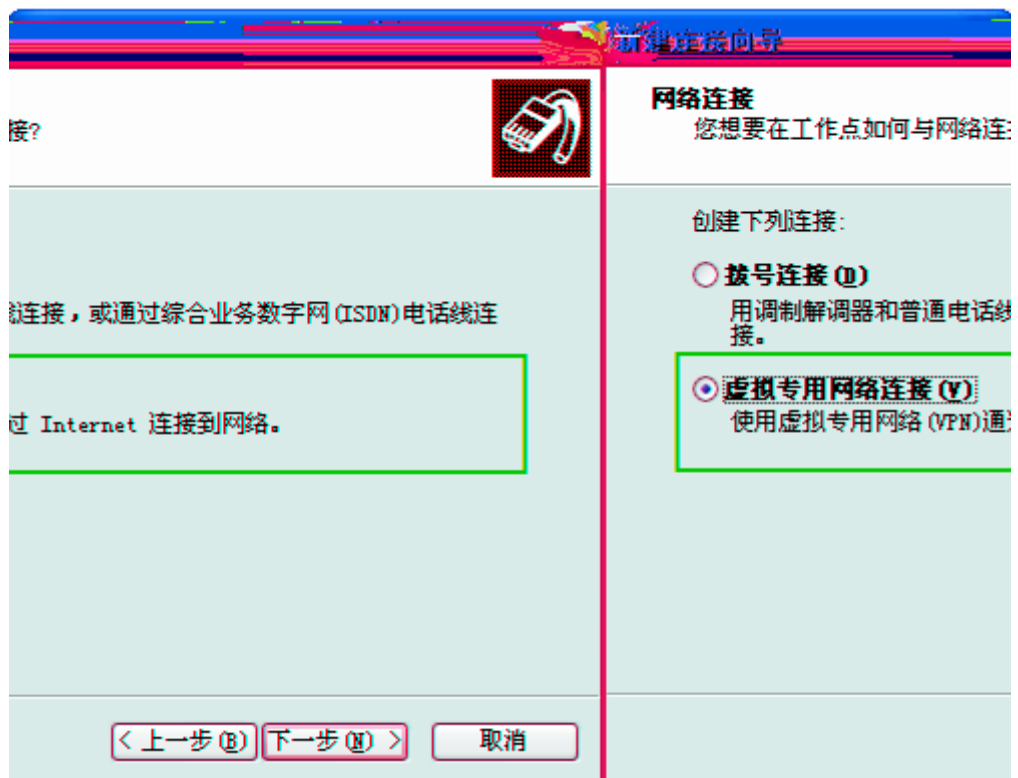 接?
连接，或通过综合业务数字网(ISDN)电话线连
过 Internet 连接到网络。
< 上一步(B)
下一步(N) >
取消
新建连接向导
网络连接
您想要在工作点如何与网络连
创建下列连接:
拨号连接(D)
用调制解调器和普通电话线
接。
虚拟专用网络连接(V)
使用虚拟专用网络(VPN)通